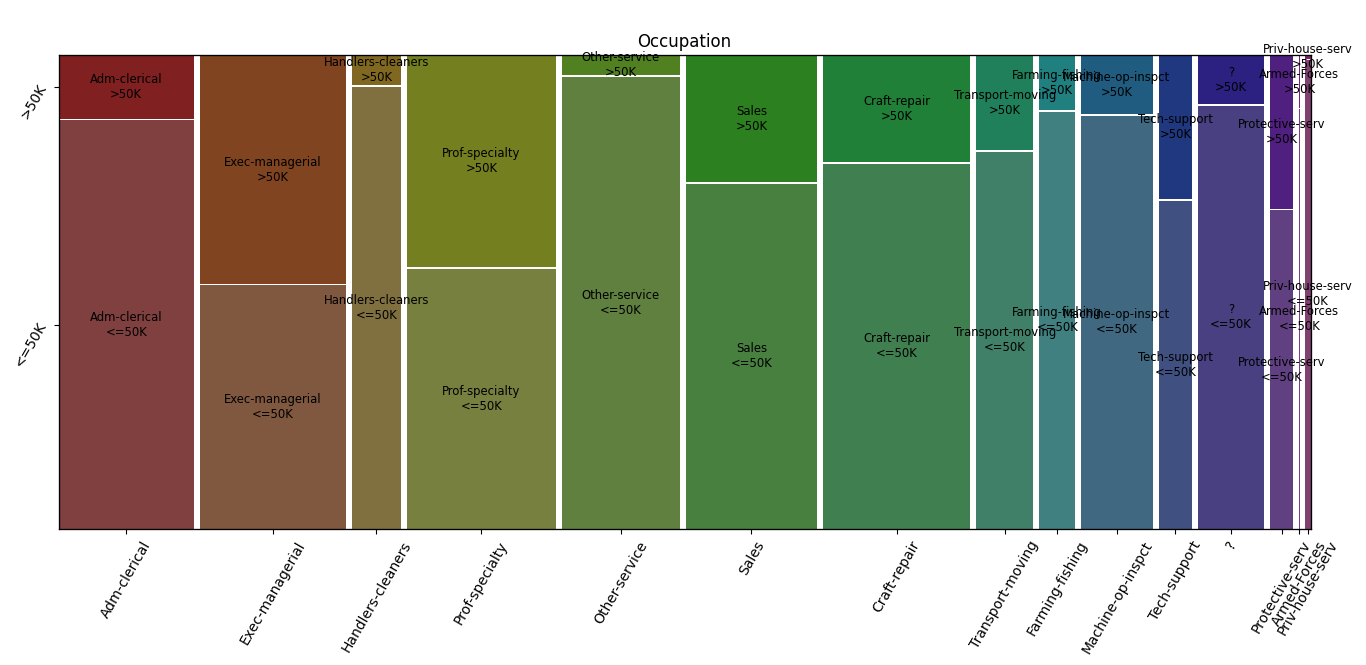 Occupation
>50K
<=50K
Adm-clerical
>50K
Exec-managerial
>50K
Handlers-cleaners
>50K
Prof-specialty
>50K
Other-service
>50K
Sales
>50K
Craft-repair
>50K
Transport-moving
>50K
Farming-fishing
>50K
Machine-op-inspct
>50K
Tech-support
>50K
?
>50K
Protective-serv
>50K
Armed-Forces
>50K
Priv-house-serv
>50K
Adm-clerical
<=50K
Exec-managerial
<=50K
Handlers-cleaners
<=50K
Prof-specialty
<=50K
Other-service
<=50K
Sales
<=50K
Craft-repair
<=50K
Transport-moving
<=50K
Farming-fishing
<=50K
Machine-op-inspct
<=50K
Tech-support
<=50K
?
<=50K
Protective-serv
<=50K
Armed-Forces
<=50K
Priv-house-serv
<=50K
Adm-clerical
Exec-managerial
Handlers-cleaners
Prof-specialty
Other-service
Sales
Craft-repair
Transport-moving
Farming-fishing
Machine-op-inspct
Tech-support
?
Protective-serv
Armed-Forces
Priv-house-serv